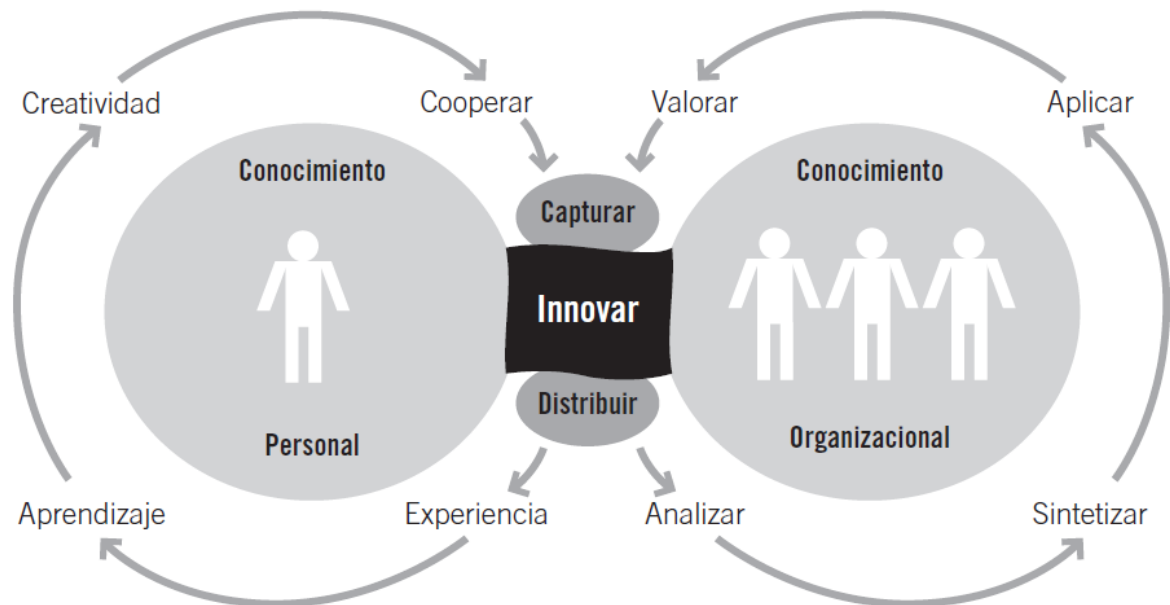 Creatividad
Cooperar
Valorar
Aplicar
Conocimiento
Conocimiento
Capturar
Innovar
Distribuir
Personal
Organizacional
Aprendizaje
Experiencia
Analizar
Sintetizar